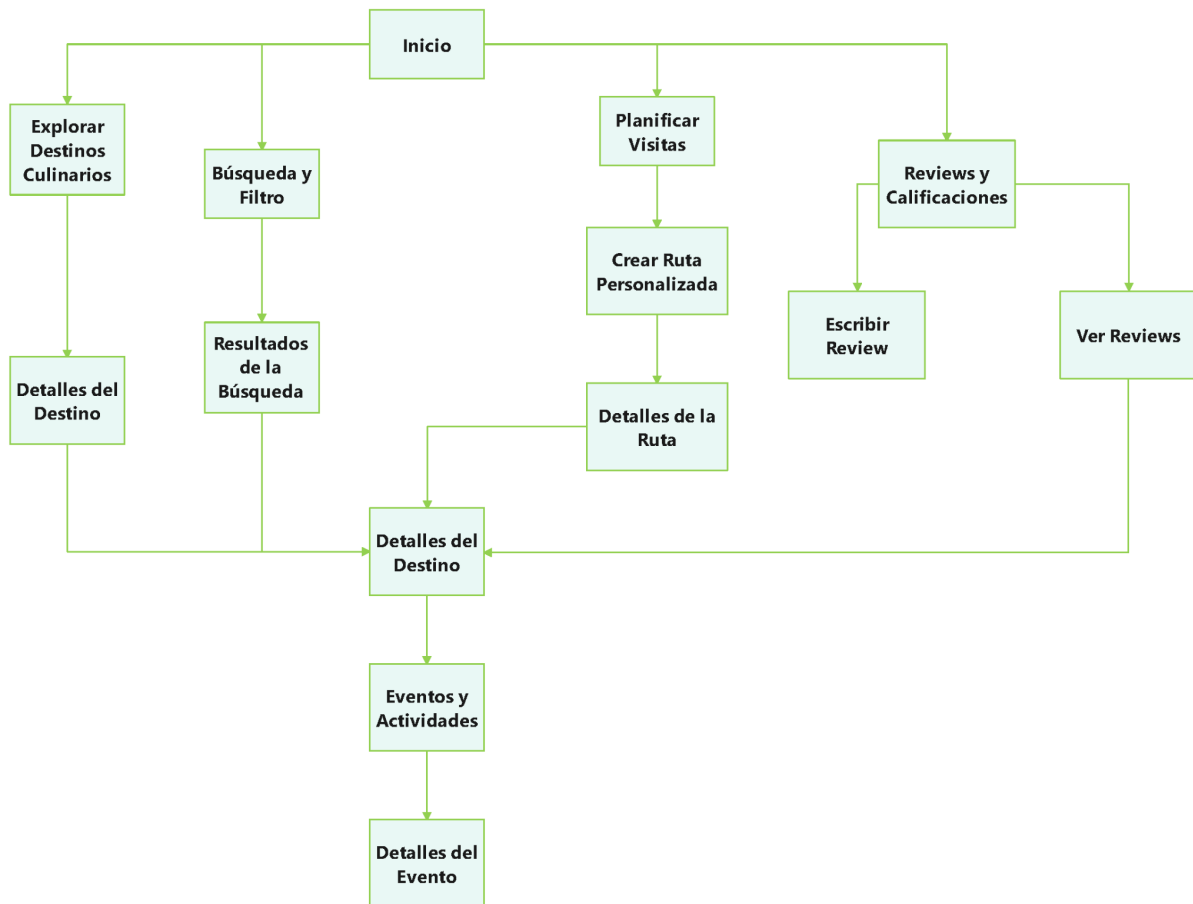 Inicio
Explorar
Destinos
Culinarios
Búsqueda y
Filtro
Planificar
Visitas
Reviews y
Calificaciones
Crear Ruta
Personalizada
Escribir
Review
Ver Reviews
Detalles del
Destino
Resultados
de la
Búsqueda
Detalles de la
Ruta
Detalles del
Destino
Eventos y
Actividades
Detalles del
Evento